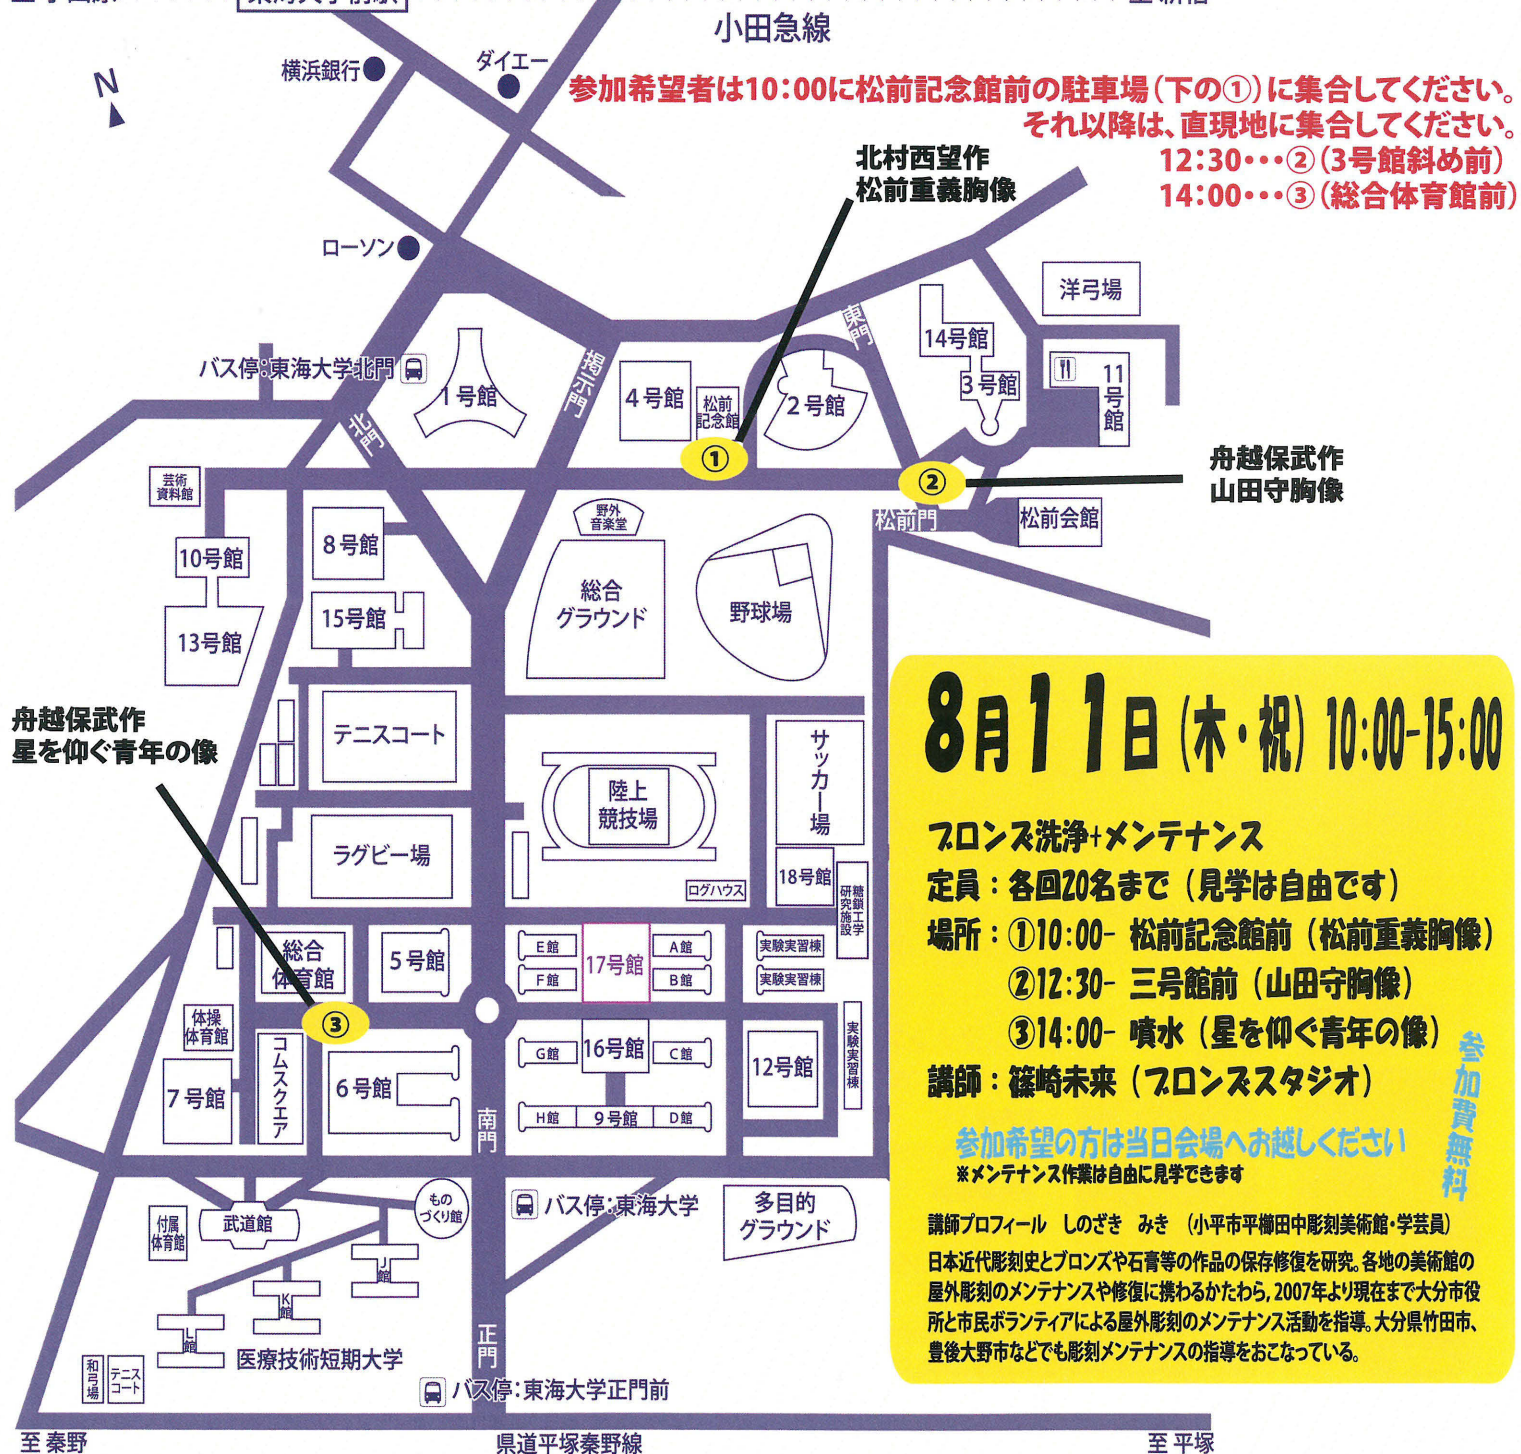 小田急線
横浜銀行
ダイエー
N
参加希望者は10:00に松前記念館前の駐車場(下の①)に集合してください。
それ以降は、直現地に集合してください。
12:30・・・②(3号館斜め前)
14:00・・・③(総合体育館前)
北村西望作
松前重義胸像
ローソン
洋弓場
東門
14号館
バス停:東海大学北門
掲示門
1号館
4号館
松前
記念館
2号館
3号館
11号館
北門
①
②
舟越保武作
山田守胸像
芸術
資料館
野外
音楽堂
松前門
松前会館
8号館
10号館
総合
グラウンド
野球場
15号館
13号館
舟越保武作
星を仰ぐ青年の像
テニスコート
サッカー場
陸上
競技場
ラグビー場
18号館
ログハウス
糖鎖工学
研究施設
総合
体育館
5号館
E館
F館
17号館
A館
B館
実験実習棟
実験実習棟
③
体操
体育館
コムスクエア
7号館
6号館
G館
16号館
C館
12号館
実験実習棟
H館
9号館
D館
南門
8月11日(木・祝)10:00-15:00
ブロンズ洗浄+メンテナンス
定員:各回20名まで(見学は自由です)
場所:①10:00- 松前記念館前(松前重義胸像)
②12:30- 三号館前(山田守胸像)
③14:00- 噴水(星を仰ぐ青年の像)
講師:篠崎未来(ブロンズスタジオ)
参加費無料
参加希望の方は当日会場へお越しください
※メンテナンス作業は自由に見学できます
講師プロフィール しのざき みき (小平市平櫛田中彫刻美術館・学芸員)
日本近代彫刻史とブロンズや石膏等の作品の保存修復を研究。各地の美術館の
屋外彫刻のメンテナンスや修復に携わるかたわら,2007年より現在まで大分市役
所と市民ボランティアによる屋外彫刻のメンテナンス活動を指導。大分県竹田市、
豊後大野市などでも彫刻メンテナンスの指導をおこなっている。
付属
体育館
武道館
もの
づくり館
バス停:東海大学
多目的
グラウンド
J館
K館
L館
医療技術短期大学
正門
和弓場
テニス
コート
バス停:東海大学正門前
至 秦野
県道平塚秦野線
至 平塚